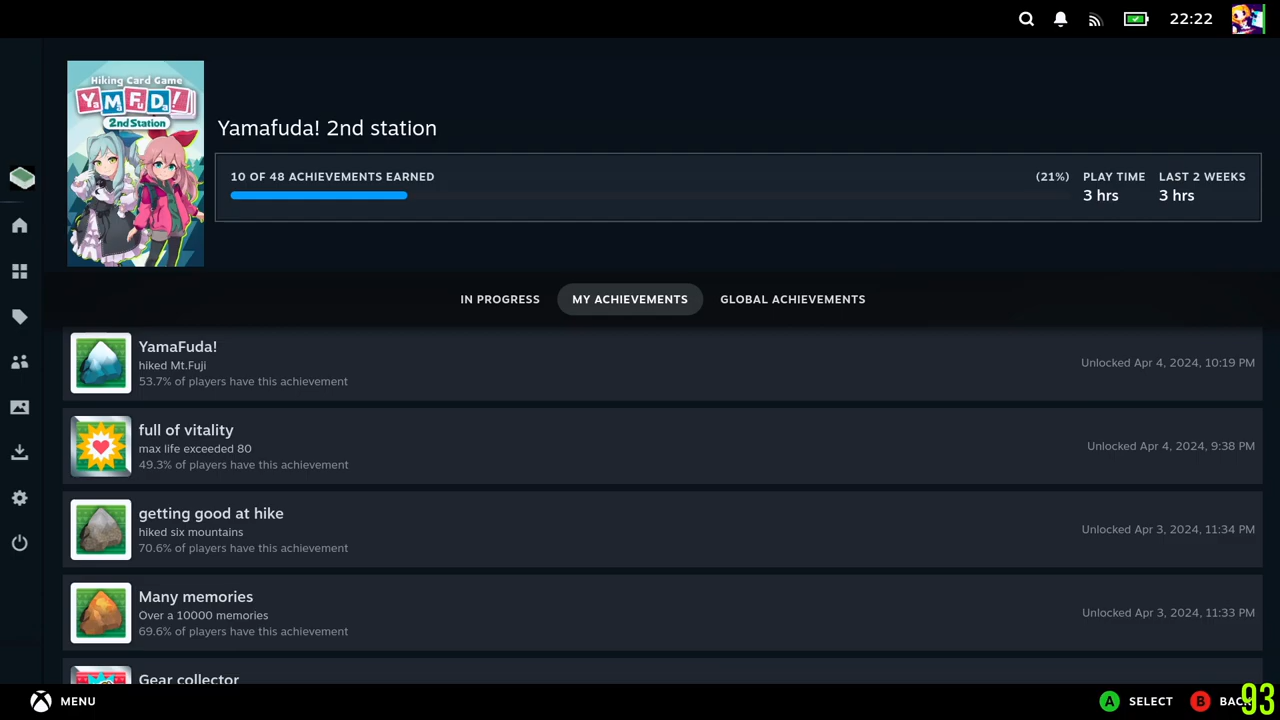 22:22
Hiking Card Game
YaMaFuDa!
2nd Station
Yamafuda! 2nd station
10 OF 48 ACHIEVEMENTS EARNED
(21%)
PLAY TIME
LAST 2 WEEKS
3 hrs
3 hrs
IN PROGRESS
MY ACHIEVEMENTS
GLOBAL ACHIEVEMENTS
YamaFuda!
hiked Mt.Fuji
53.7% of players have this achievement
Unlocked Apr 4, 2024, 10:19 PM
full of vitality
max life exceeded 80
49.3% of players have this achievement
Unlocked Apr 4, 2024, 9:38 PM
getting good at hike
hiked six mountains
70.6% of players have this achievement
Unlocked Apr 3, 2024, 11:34 PM
Many memories
Over a 10000 memories
69.6% of players have this achievement
Unlocked Apr 3, 2024, 11:33 PM
Gear collector
MENU
A SELECT
B BACK
93